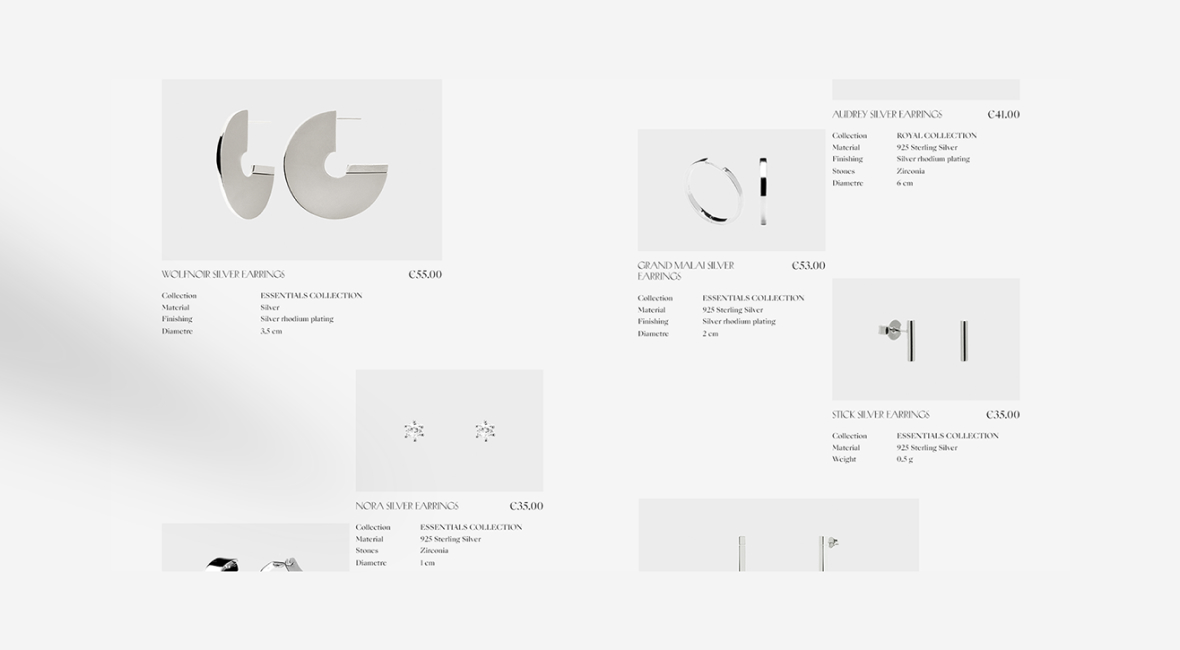 WOLFNOIR SILVER EARRINGS €55,00
Collection ESSENTIALS COLLECTION
Material Silver
Finishing Silver rhodium plating
Diametre 3,5 cm
NORA SILVER EARRINGS €35,00
Collection ESSENTIALS COLLECTION
Material 925 Sterling Silver
Stones Zirconia
Diametre 1 cm
GRAND MALAI SILVER €53,00
EARRINGS
Collection ESSENTIALS COLLECTION
Material 925 Sterling Silver
Finishing Silver rhodium plating
Diametre 2 cm
AUDREY SILVER EARRINGS €41,00
Collection ROYAL COLLECTION
Material 925 Sterling Silver
Finishing Silver rhodium plating
Stones Zirconia
Diametre 6 cm
STICK SILVER EARRINGS €35,00
Collection ESSENTIALS COLLECTION
Material 925 Sterling Silver
Weight 0,5 g